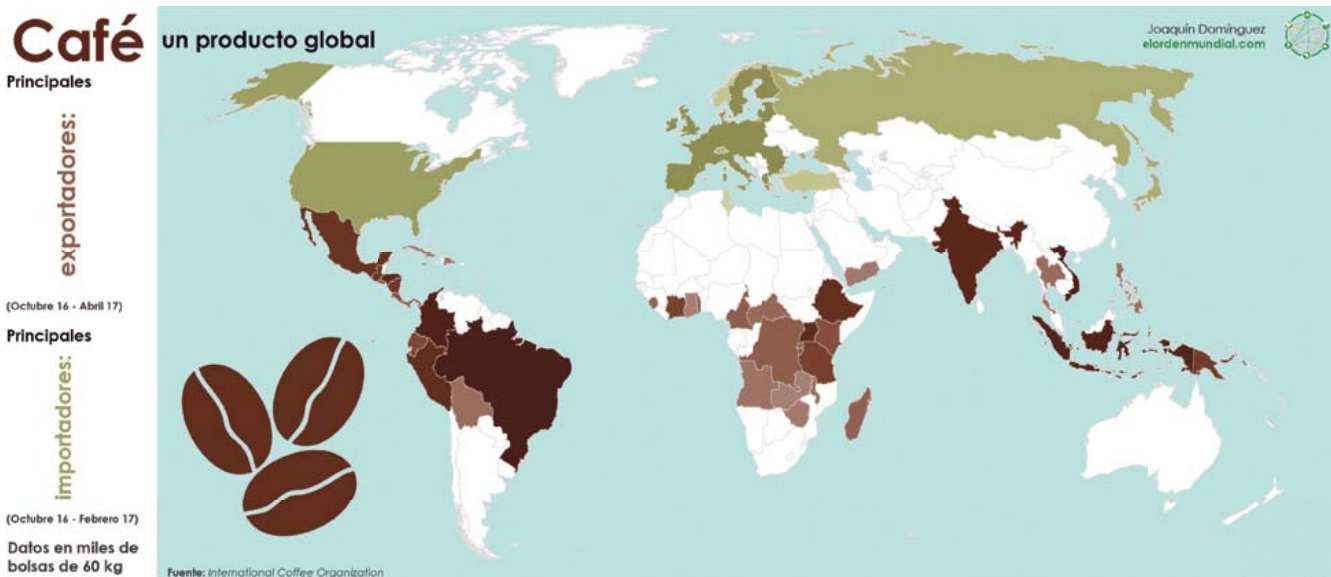 Café
un producto global
Joaquín Domínguez
elordenmundial.com
Principales
exportadores:
(Octubre 16 - Abril 17)
Principales
importadores:
(Octubre 16 - Febrero 17)
Datos en miles de
bolsas de 60 kg
Fuente: International Coffee Organization